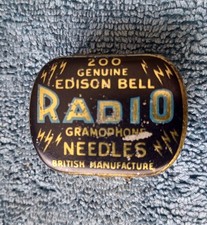 200
GENUINE
EDISON BELL
RADIO
GRAMOPHONE
NEEDLES
BRITISH MANUFACTURE